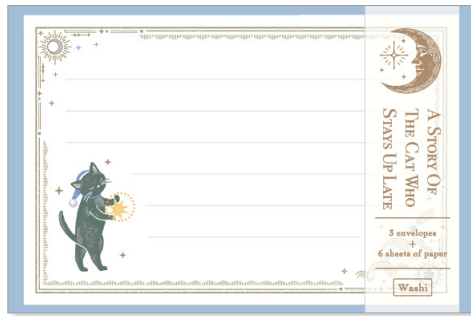 A STORY OF
THE CAT WHO
STAYS UP LATE
3 envelopes
+
6 sheets of paper
Washi